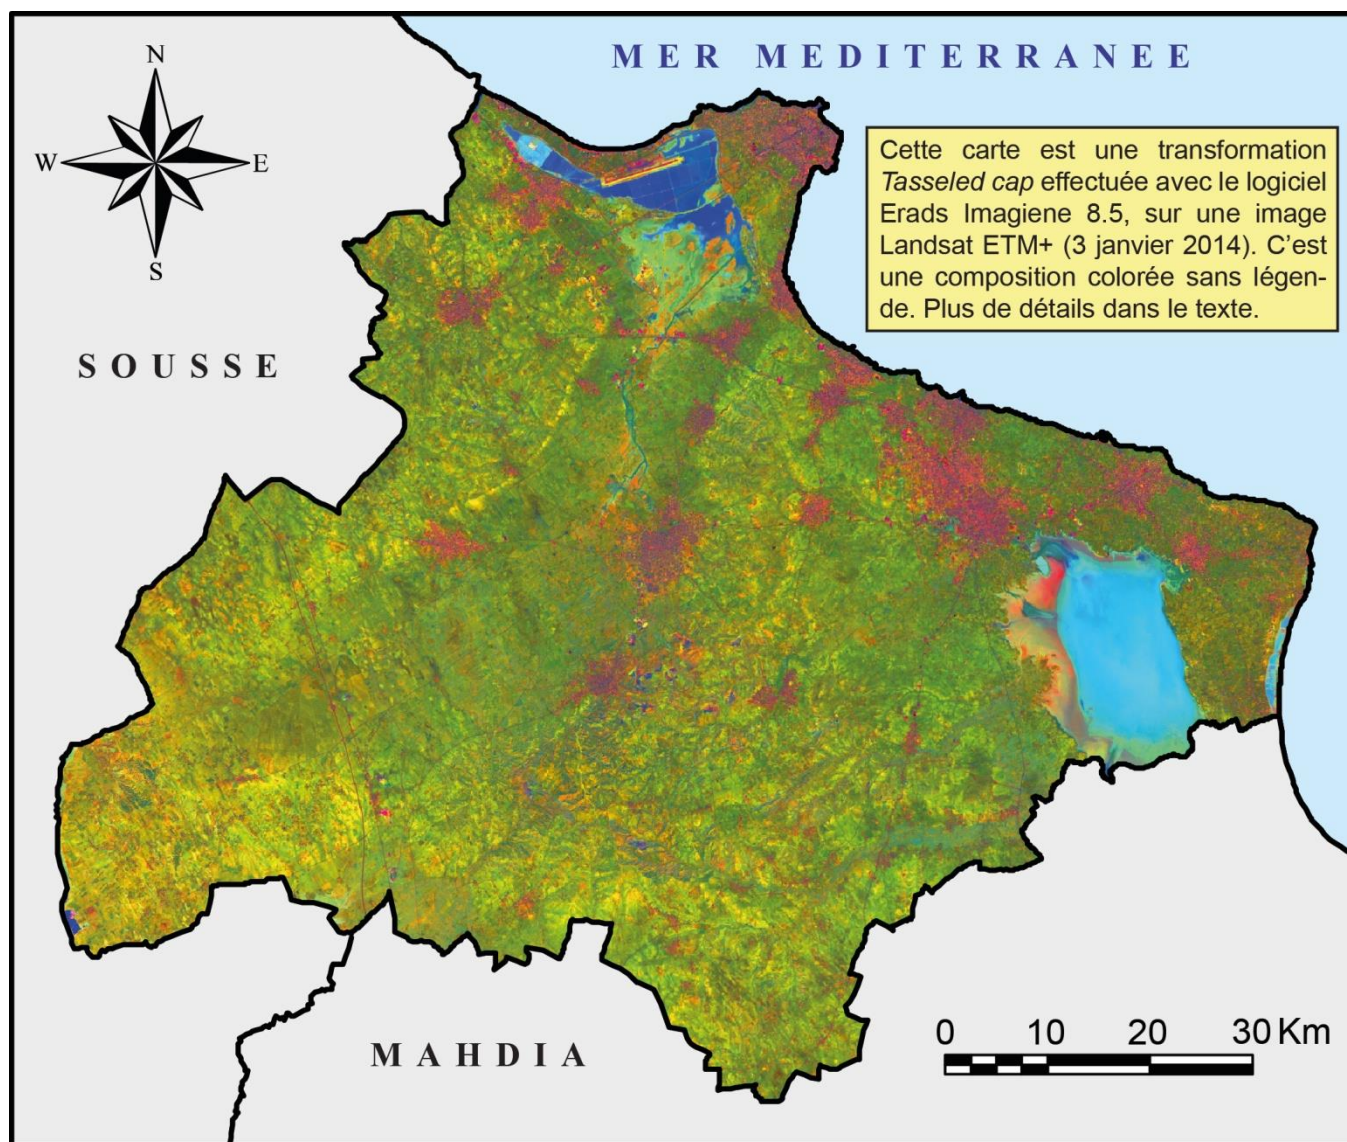 MER MEDITERRANEE
N
W E
S
Cette carte est une transformation
Tasseled cap effectuée avec le logiciel
Erads Imagiene 8.5, sur une image
Landsat ETM+ (3 janvier 2014). C'est
une composition colorée sans légen-
de. Plus de détails dans le texte.
SOUSSE
MAHDIA
0 10 20 30 Km